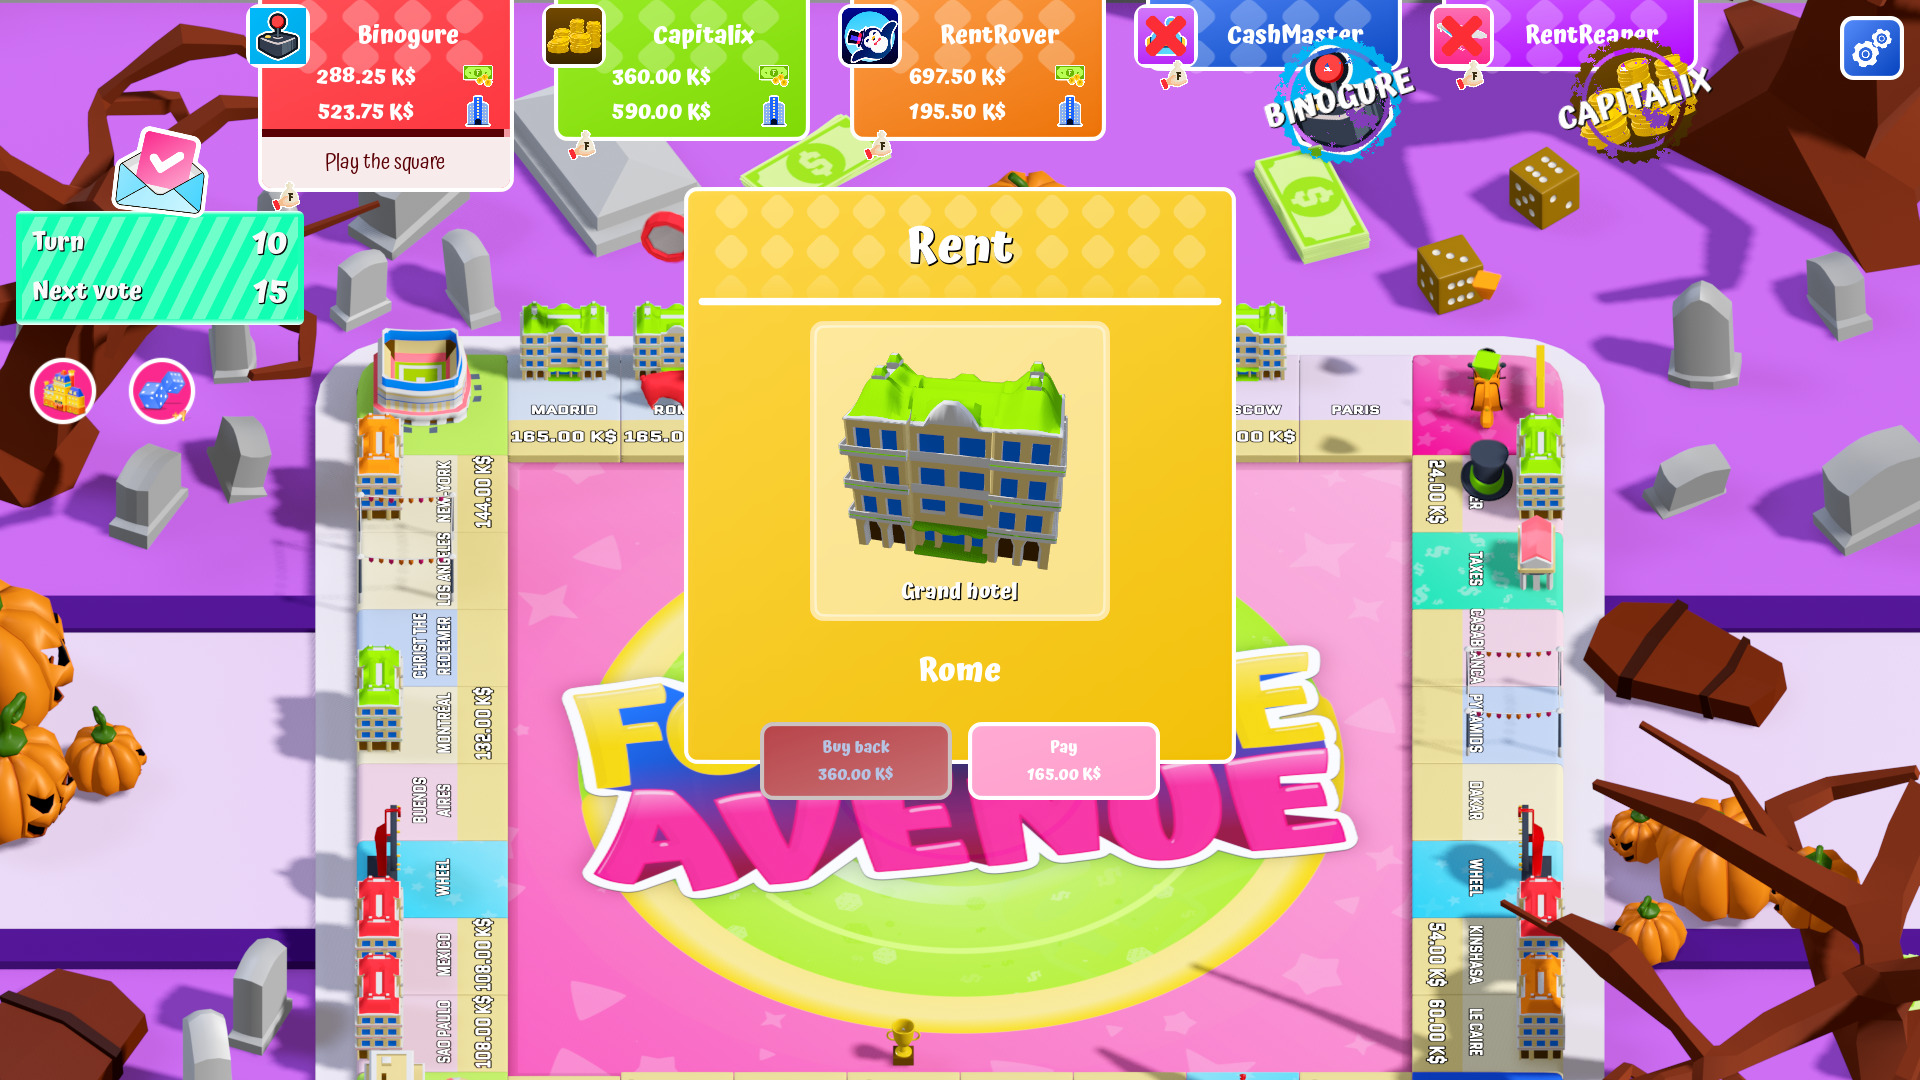 Binogure
288.25 K$
523.75 K$
Play the square
Capitalix
360.00 K$
590.00 K$
RentRover
697.50 K$
195.50 K$
CashMaster
BINOGURE
RentReaper
CAPITALIX
Turn 10
Next vote 15
Rent
Grand hotel
Rome
Buy back
360.00 K$
Pay
165.00 K$
MADRID
165.00 K$
ROM
165.0
SCOW
00 K$
PARIS
NEW-YORK
144.00 K$
LOS ANGELES
CHRIST THE
REDEEMER
MONTRÉAL
132.00 K$
BUENOS
AIRES
WHEEL
MEXICO
108.00 K$
SAO PAULO
108.00 K$
24.00 K$
ER
TAXES
CASABLANCA
PYRAMIDS
DAKAR
WHEEL
KINSHASA
54.00 K$
LE CAIRE
60.00 K$
FO E
AVENUE